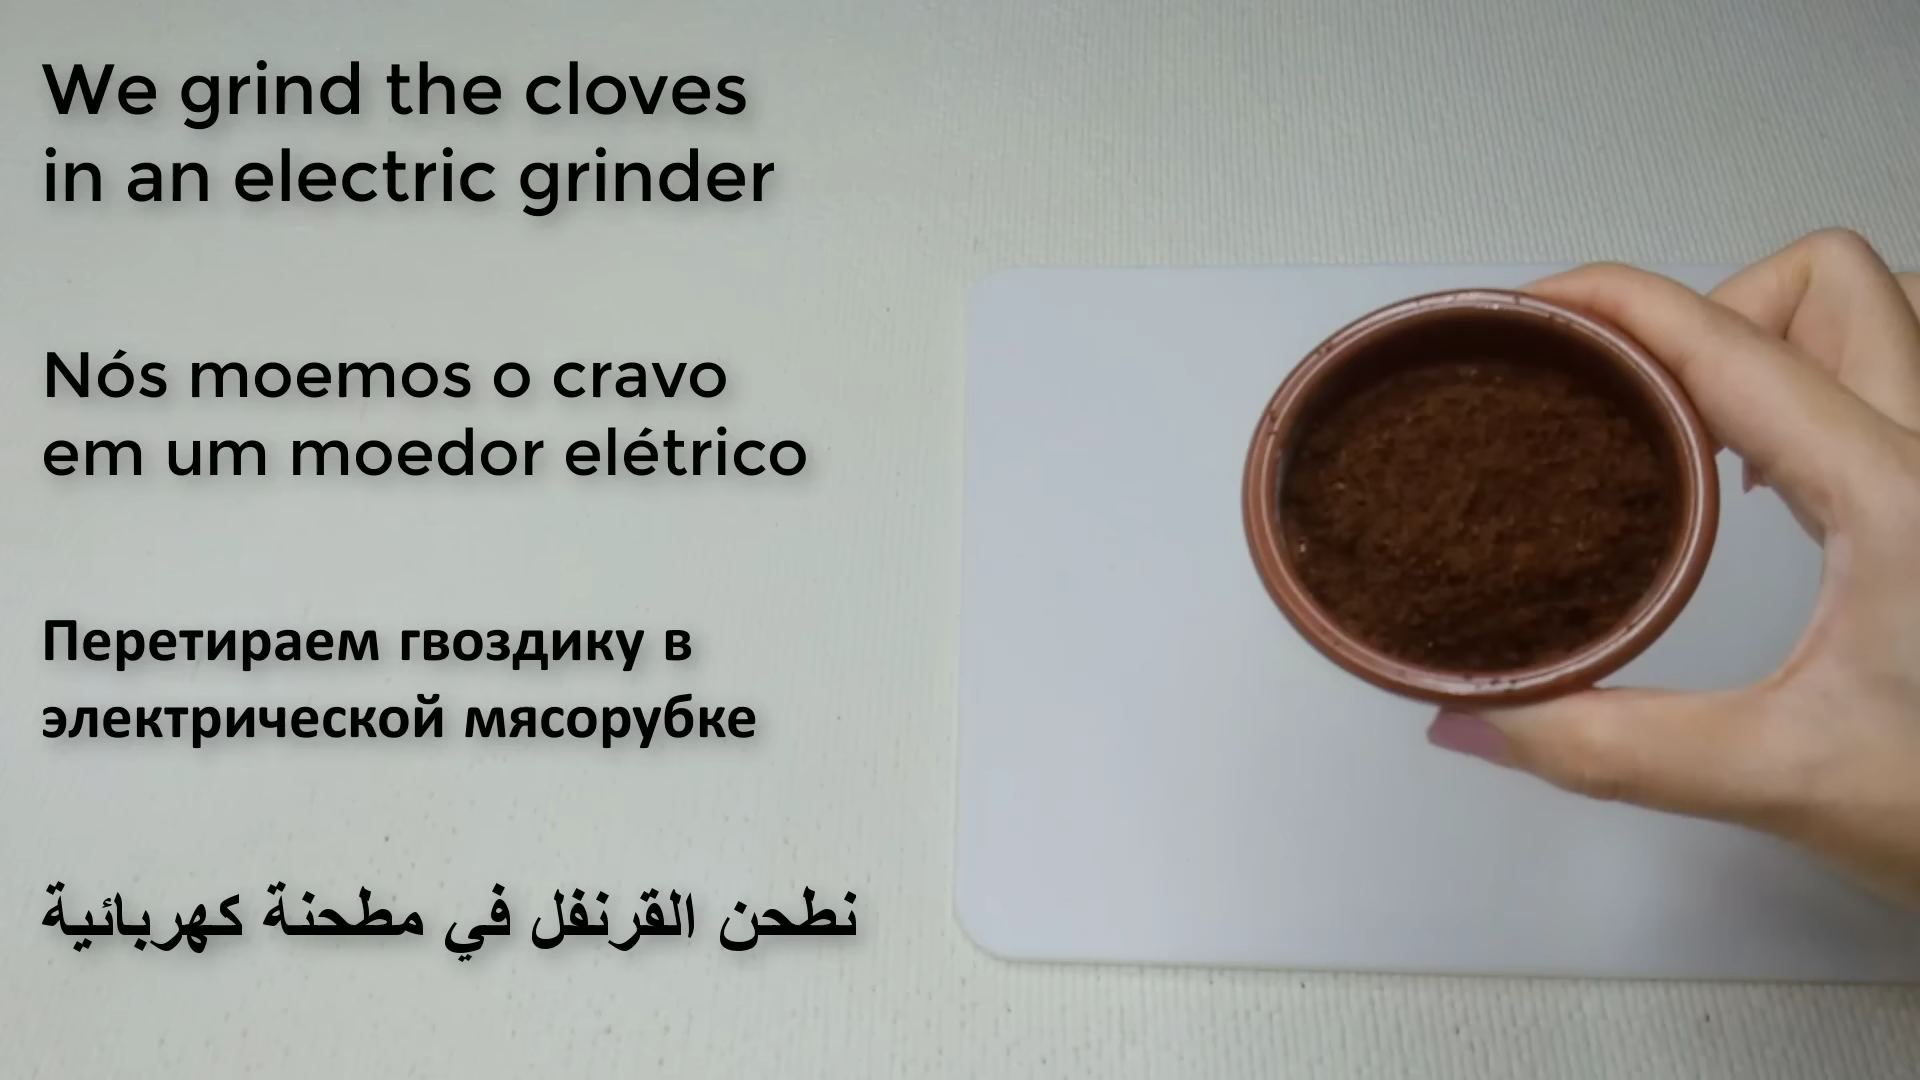 We grind the cloves
in an electric grinder
Nós moemos o cravo
em um moedor elétrico
Перетираем гвоздику в
электрической мясорубке
نطحن القرنفل في مطحنة كهربائية